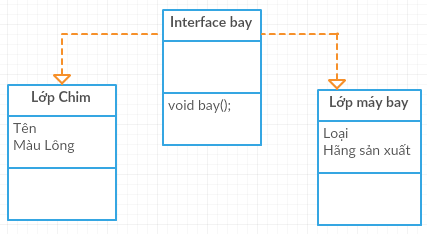 Interface bay
void bay();
Lớp Chim
Tên
Màu Lông
Lớp máy bay
Loại
Hãng sản xuất